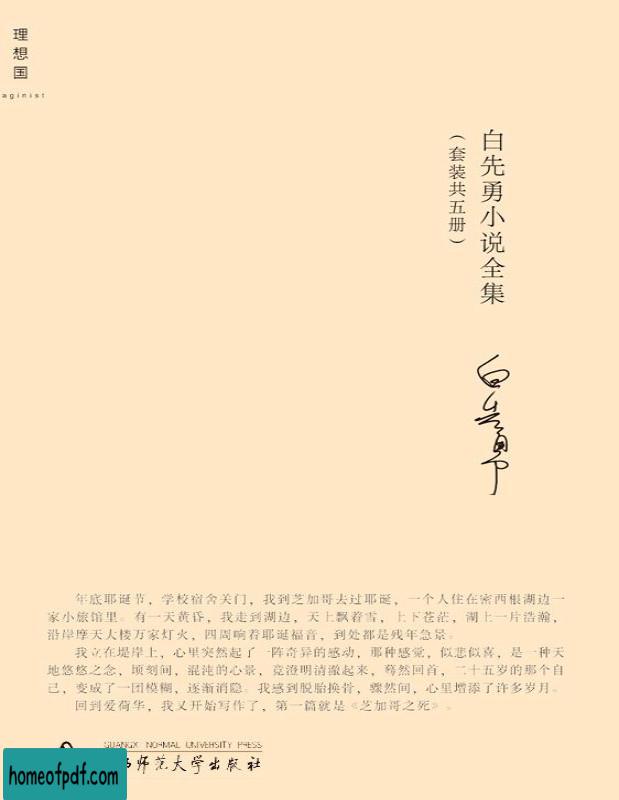 理想国
aginist
白先勇小说全集
（套装共五册）
白先勇
年底耶诞节，学校宿舍关门，我到芝加哥去过耶诞，一个人住在密西根湖边一
家小旅馆里。有一天黄昏，我走到湖边，天上飘着雪，上下苍茫，湖上一片浩瀚，
沿岸摩天大楼万家灯火，四周响着耶诞福音，到处都是残年急景。
我立在堤岸上，心里突然起了一阵奇异的感动，那种感觉，似悲似喜，是一种天
地悠悠之念，顷刻间，混沌的心景，竟澄明清澈起来，蓦然回首，二十五岁的那个自
己，变成了一团模糊，逐渐消隐。我感到脱胎换骨，骤然间，心里增添了许多岁月。
回到爱荷华，我又开始写作了，第一篇就是《芝加哥之死》。
GUANGXI NORMAL UNIVERSITY PRESS
师范大学出版社
homeofpdf.com